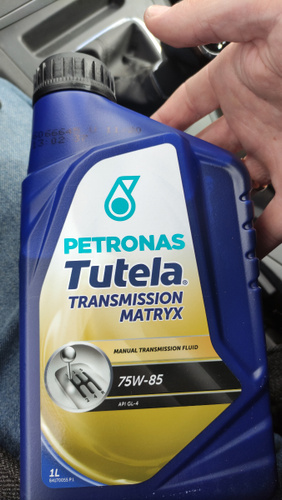 PETRONAS
Tutela®
TRANSMISSION
MATRYX
MANUAL TRANSMISSION FLUID
75W-85
API GL-4
1L